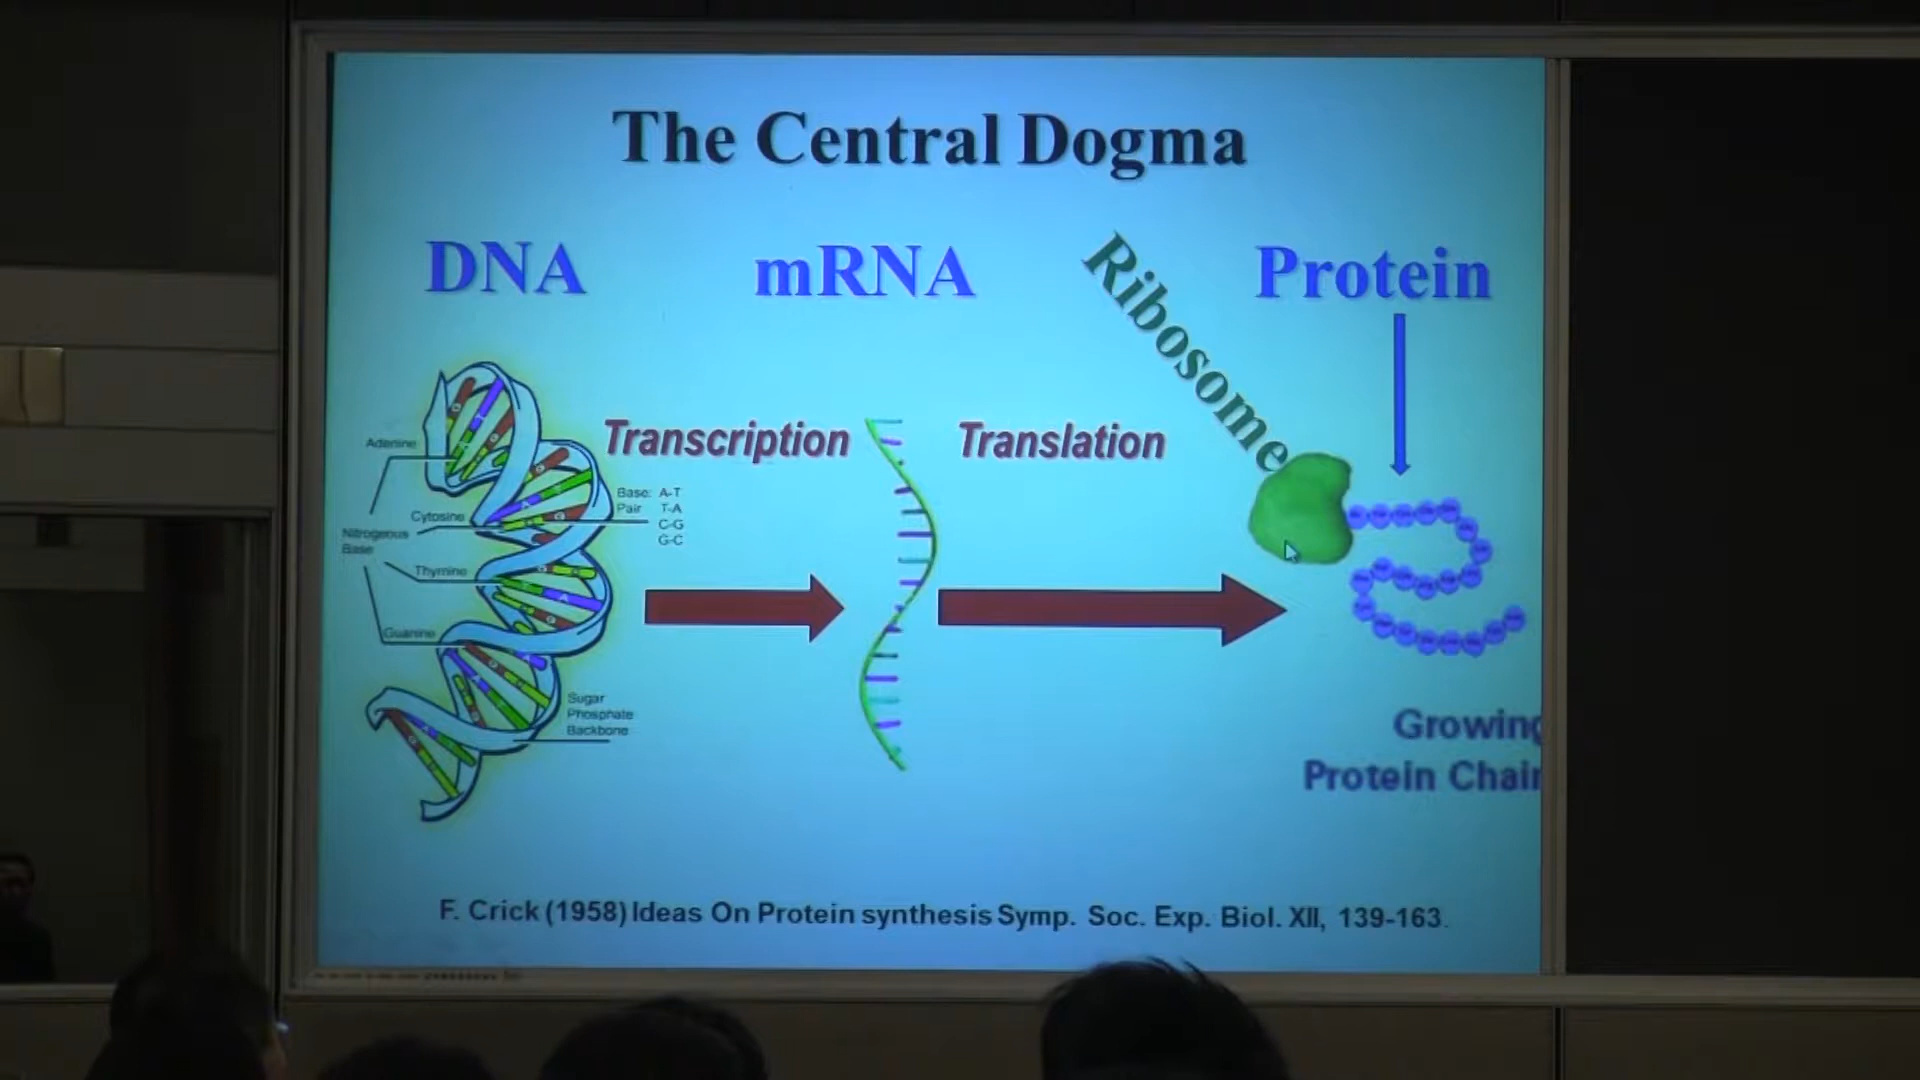 The Central Dogma
DNA
mRNA
Ribosome
Protein
Transcription
Translation
Adenine
Cytosine
Nitrogenous
Base
Thymine
Guanine
Base
Pair
A-T
T-A
C-G
G-C
Sugar
Phosphate
Backbone
Growing
Protein Chain
F. Crick (1958) Ideas On Protein synthesis Symp. Soc. Exp. Biol. XII, 139-163.